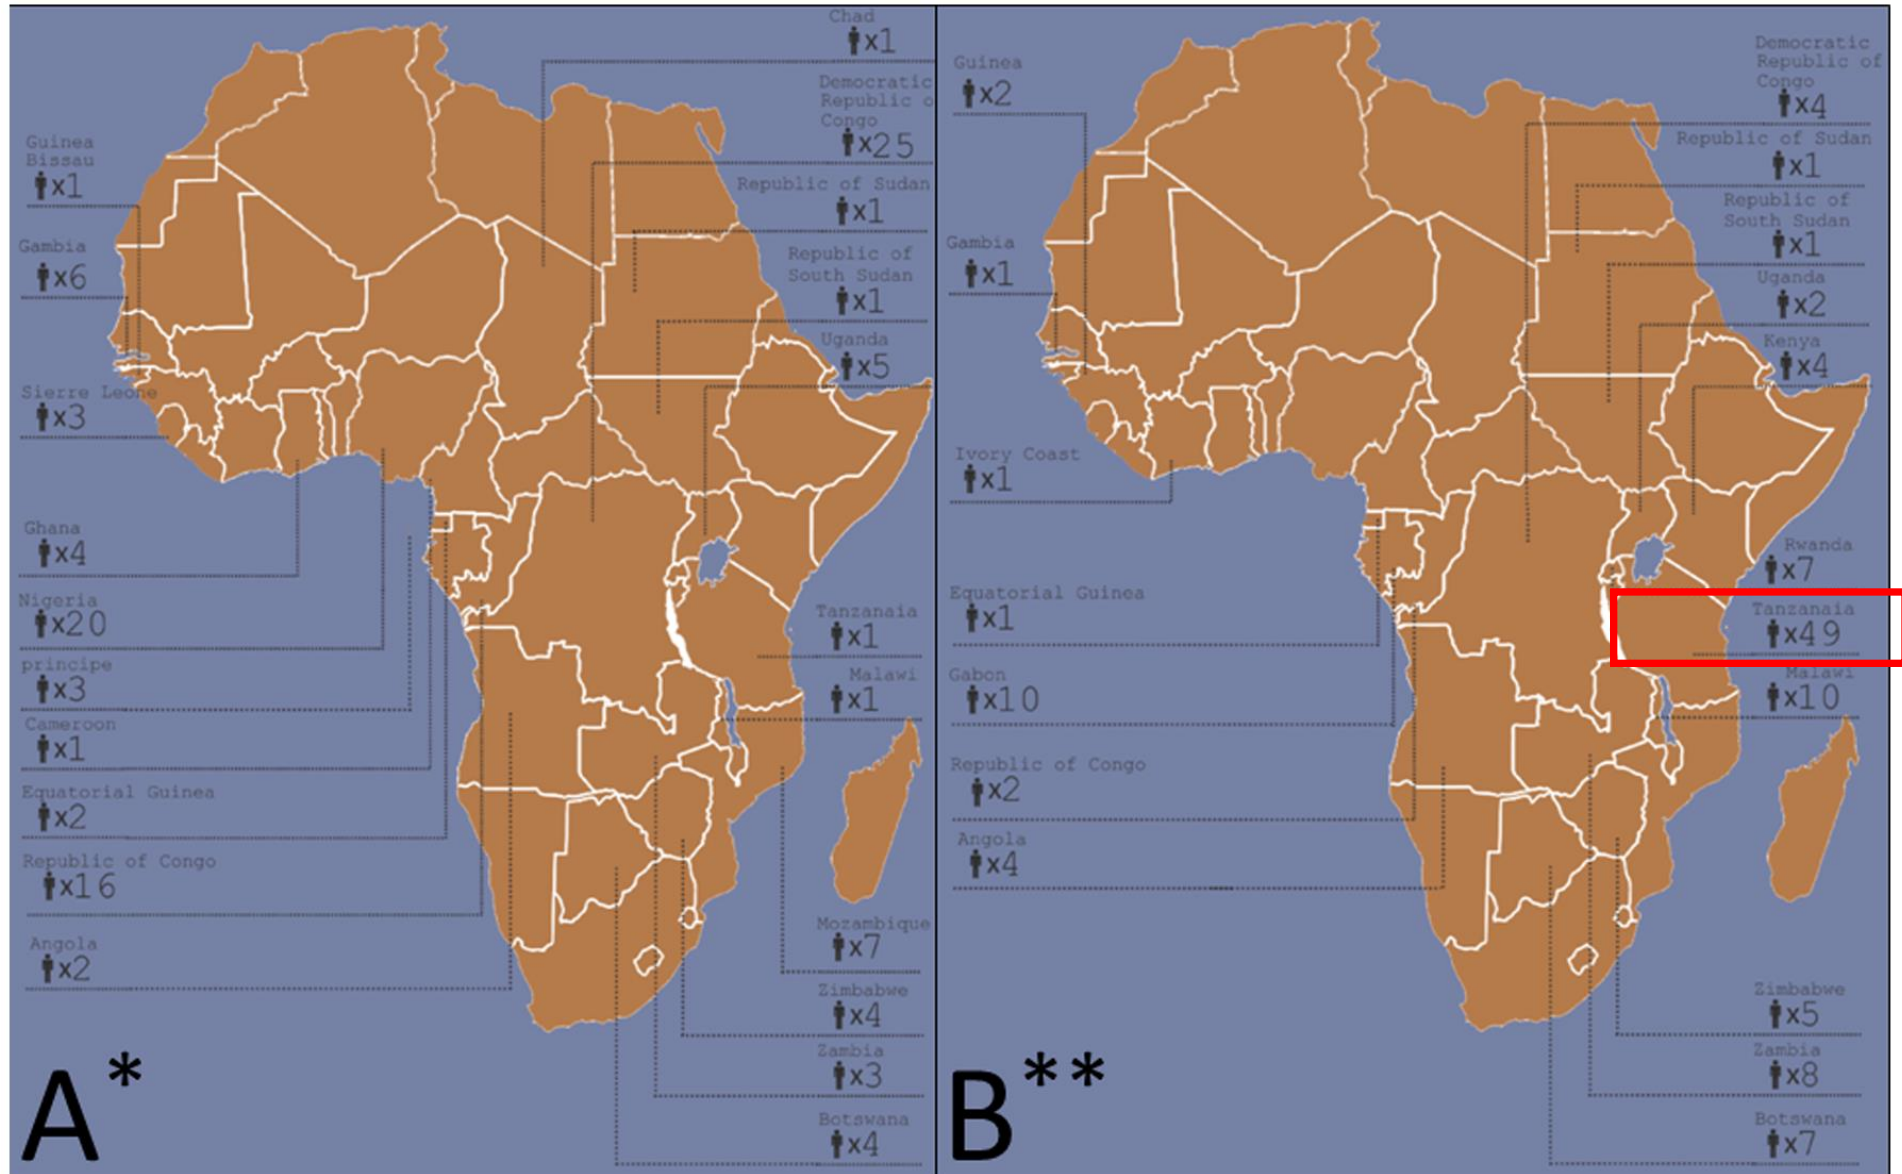 Chad
x1
Democratic
Republic o
Congo
x25
Guinea
Bissau
x1
Republic of Sudan
x1
Gambia
x6
Republic of
South Sudan
x1
Uganda
x5
Sierre Leone
x3
Ghana
x4
Nigeria
x20
principe
x3
Cameroon
x1
Equatorial Guinea
x2
Republic of Congo
x16
Angola
x2
Tanzanaia
x1
Malawi
x1
Mozambique
x7
Zimbabwe
x4
Zambia
x3
Botswana
x4
A*
Guinea
x2
Democratic
Republic of
Congo
x4
Republic of Sudan
x1
Republic of
South Sudan
x1
Gambia
x1
Uganda
x2
Kenya
x4
Ivory Coast
x1
Rwanda
x7
Equatorial Guinea
x1
Tanzanaia
x49
Gabon
x10
Malawi
x10
Republic of Congo
x2
Angola
x4
Zimbabwe
x5
Zambia
x8
Botswana
x7
B**